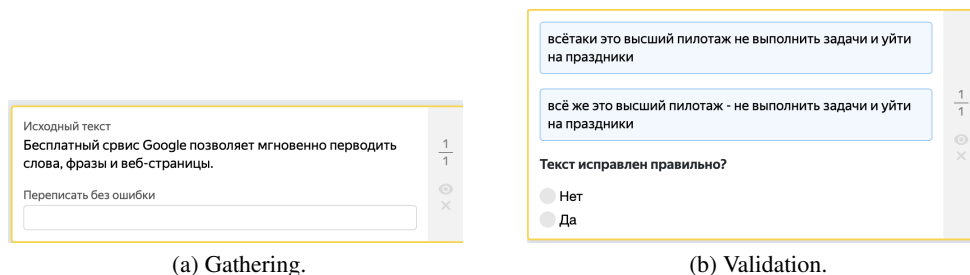 Исходный текст
Бесплатный срвис Google позволяет мгновенно перводить
слова, фразы и веб-страницы.
Переписать без ошибки
1
1
(a) Gathering.
всётаки это высший пилотаж не выполнить задачи и уйти
на праздники
всё же это высший пилотаж - не выполнить задачи и уйти
на праздники
Текст исправлен правильно?
Нет
Да
1
1
(b) Validation.